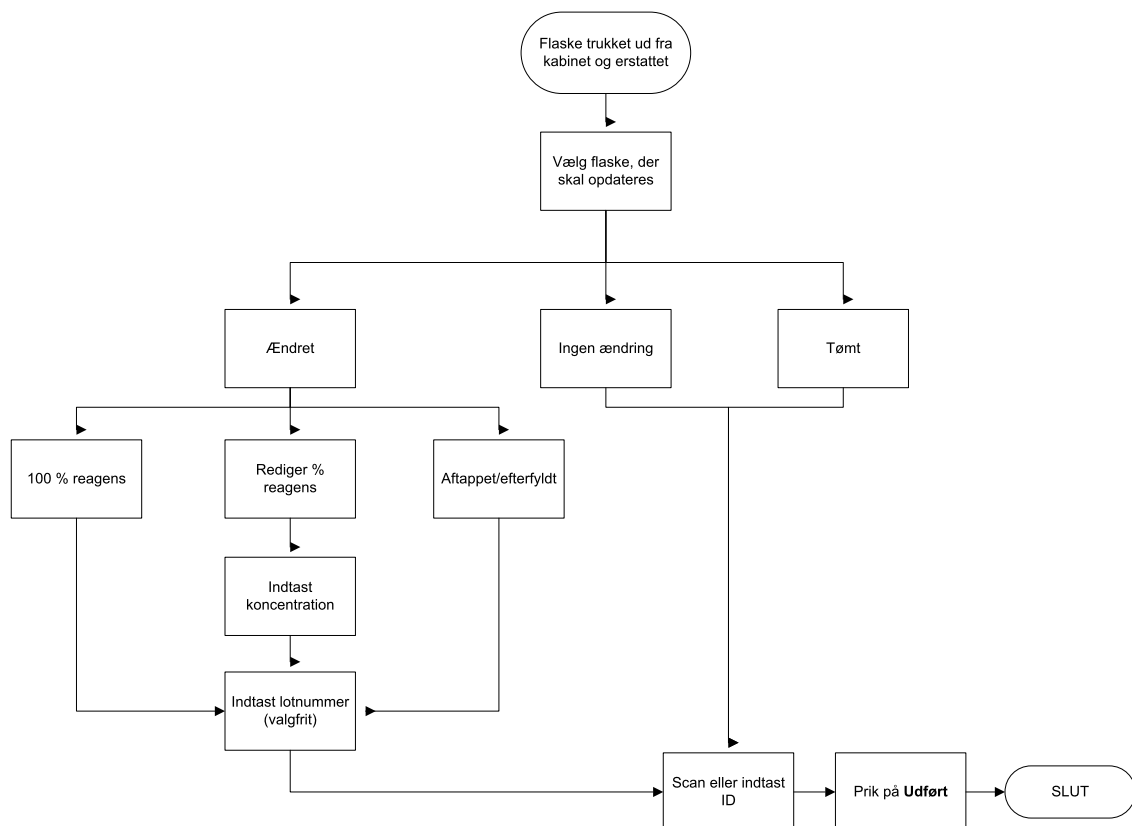 Flaske trukket ud fra
kabinet og erstattet
Vælg flaske, der
skal opdateres
Ændret
Ingen ændring
Tømt
100 % reagens
Rediger %
reagens
Aftappet/efterfyldt
Indtast
koncentration
Indtast lotnummer
(valgfrit)
Scan eller indtast
ID
Prik på Udført
SLUT